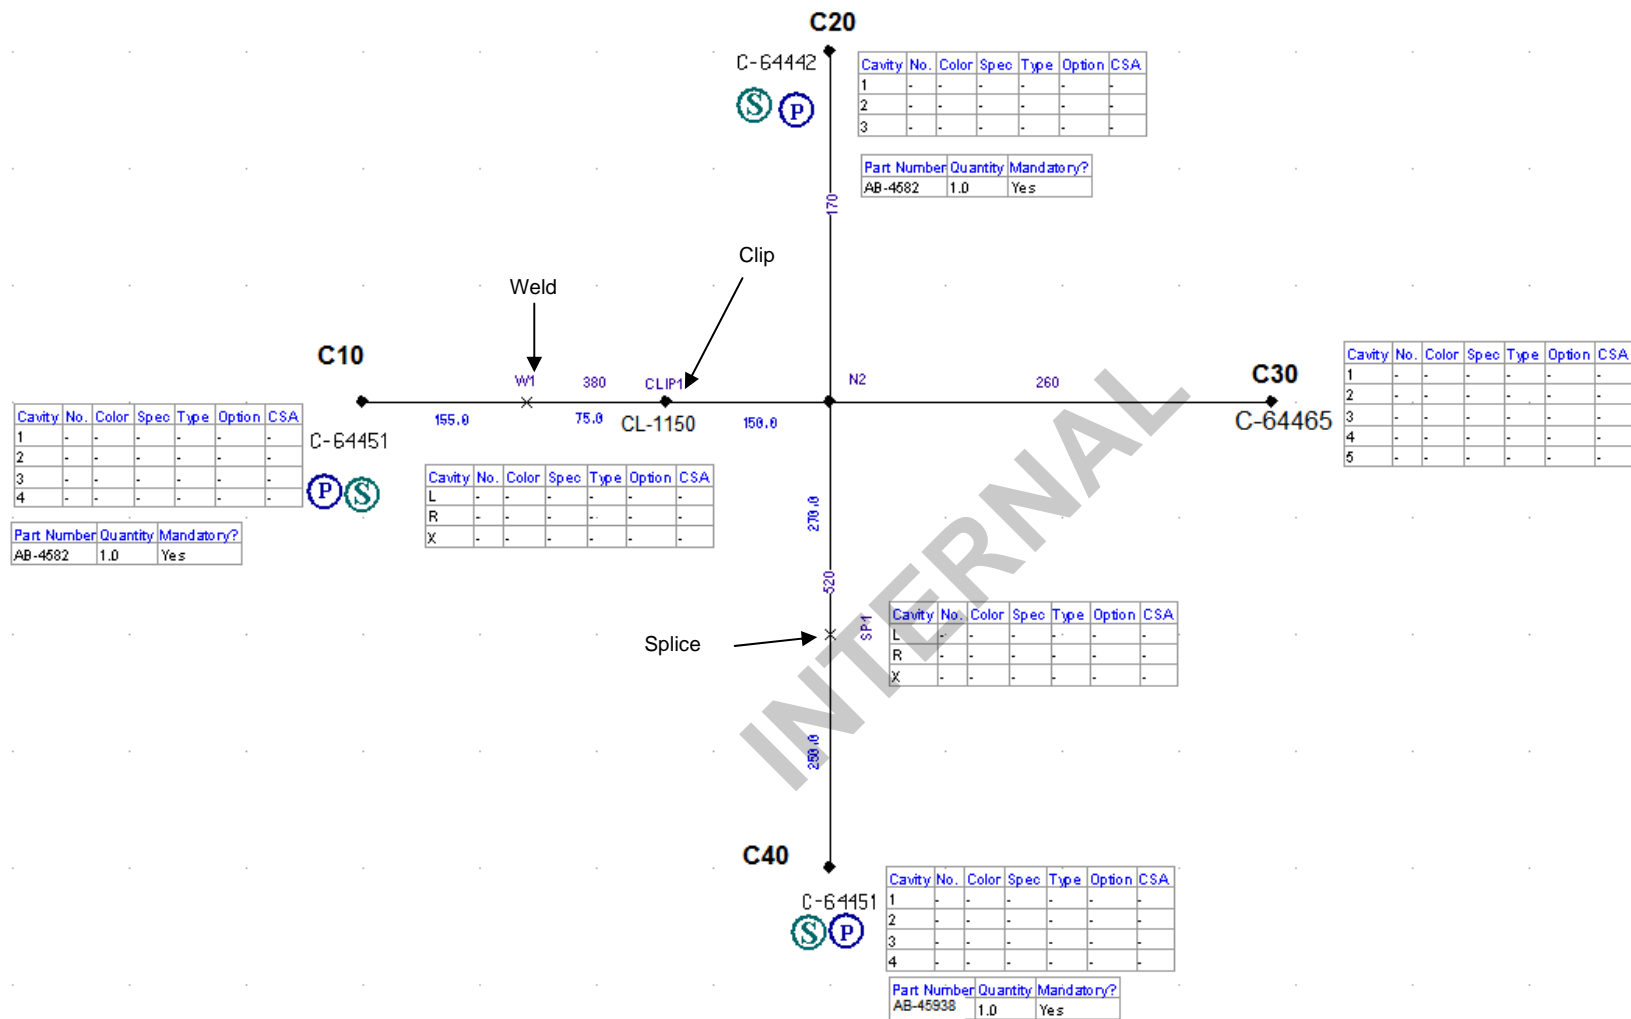 C20
C-64442
S P
Cavity No. Color Spec Type Option CSA
1 - - - - - -
2 - - - - - -
3 - - - - - -
Part Number Quantity Mandatory?
AB-4582 1.0 Yes
170
Clip
Weld
C10
W1 380 CLIP1 N2 260
C30
C-64465
Cavity No. Color Spec Type Option CSA
1 - - - - - -
2 - - - - - -
3 - - - - - -
4 - - - - - -
5 - - - - - -
155.0 75.0 CL-1150 150.0
Cavity No. Color Spec Type Option CSA
1 - - - - - -
2 - - - - - -
3 - - - - - -
4 - - - - - -
C-64451
P S
Part Number Quantity Mandatory?
AB-4582 1.0 Yes
Cavity No. Color Spec Type Option CSA
L - - - - - -
R - - - - - -
X - - - - - -
270.0
520
INTERNAL
Splice
SP1
Cavity No. Color Spec Type Option CSA
L - - - - - -
R - - - - - -
X - - - - - -
250.0
C40
C-64451
S P
Cavity No. Color Spec Type Option CSA
1 - - - - - -
2 - - - - - -
3 - - - - - -
4 - - - - - -
Part Number Quantity Mandatory?
AB-45938 1.0 Yes